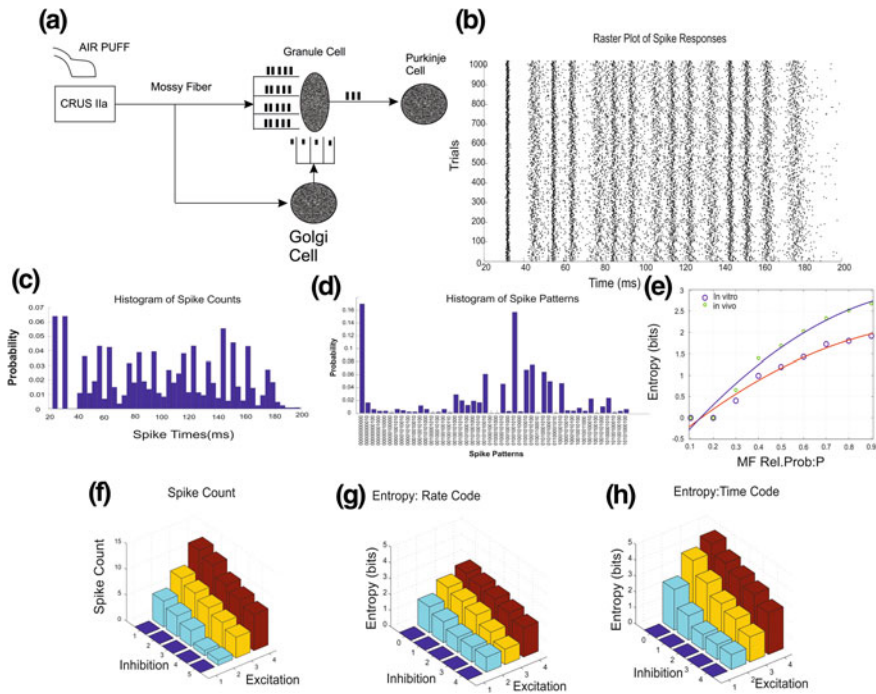 (a)
AIR PUFF
CRUS IIa
Mossy Fiber
Granule Cell
Purkinje
Cell
Golgi
Cell
(b)
Raster Plot of Spike Responses
Trials
1000
900
800
700
600
500
400
300
200
100
0
20 40 60 80 100 120 140 160 180 200
Time (ms)
(c)
Histogram of Spike Counts
Probability
0.07
0.06
0.05
0.04
0.03
0.02
0.01
0
20 40 60 80 100 120 140 160 200
Spike Times(ms)
(d)
Histogram of Spike Patterns
Probability
0.16
0.14
0.12
0.1
0.08
0.06
0.04
0.02
0
Spike Patterns
(e)
In vitro
in vivo
Entropy (bits)
3
2.5
2
1.5
1
0.5
0
-0.5
0.1 0.2 0.3 0.4 0.5 0.6 0.7 0.8 0.9
MF Rel.Prob:P
(f)
Spike Count
Spike Count
15
10
5
0
1
2
3
4
5
Inhibition
1
2
3
4
Excitation
(g)
Entropy: Rate Code
Entropy (bits)
5
4
3
2
1
0
0
1
2
3
4
Inhibition
1
2
3
4
Excitation
(h)
Entropy:Time Code
Entropy (bits)
5
4
3
2
1
0
0
1
2
3
4
Inhibition
1
2
3
4
Excitation